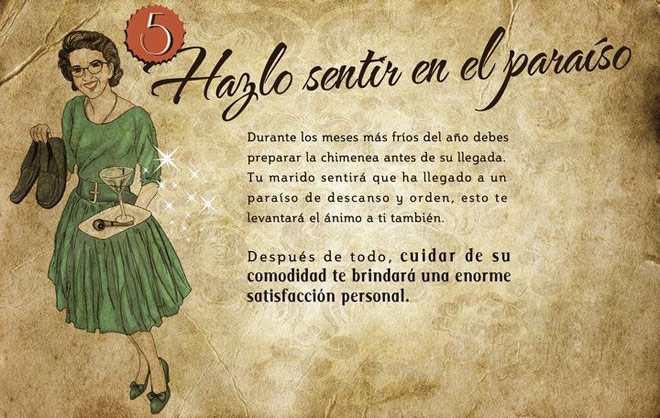 5
Hazlo sentir en el paraíso
Durante los meses más fríos del año debes
preparar la chimenea antes de su llegada.
Tu marido sentirá que ha llegado a un
paraíso de descanso y orden, esto te
levantará el ánimo a ti también.
Después de todo, cuidar de su
comodidad te brindará una enorme
satisfacción personal.